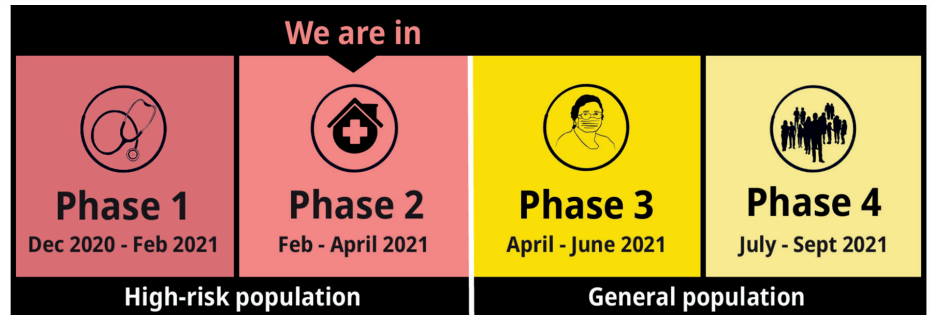 We are in
Phase 1
Dec 2020 - Feb 2021
Phase 2
Feb - April 2021
Phase 3
April - June 2021
Phase 4
July - Sept 2021
High-risk population
General population